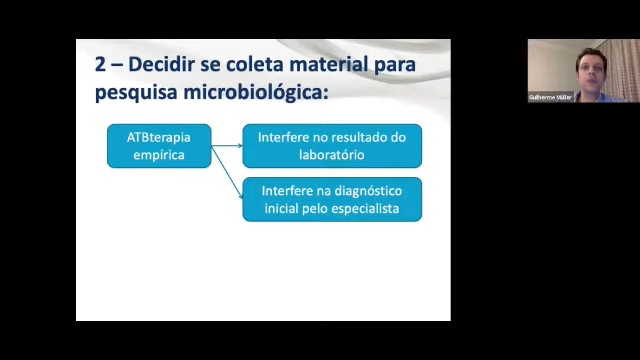 2 – Decidir se coleta material para
pesquisa microbiológica:
ATBterapia
empírica
Interfere no resultado do
laboratório
Interfere na diagnóstico
inicial pelo especialista
Guilherme Müller